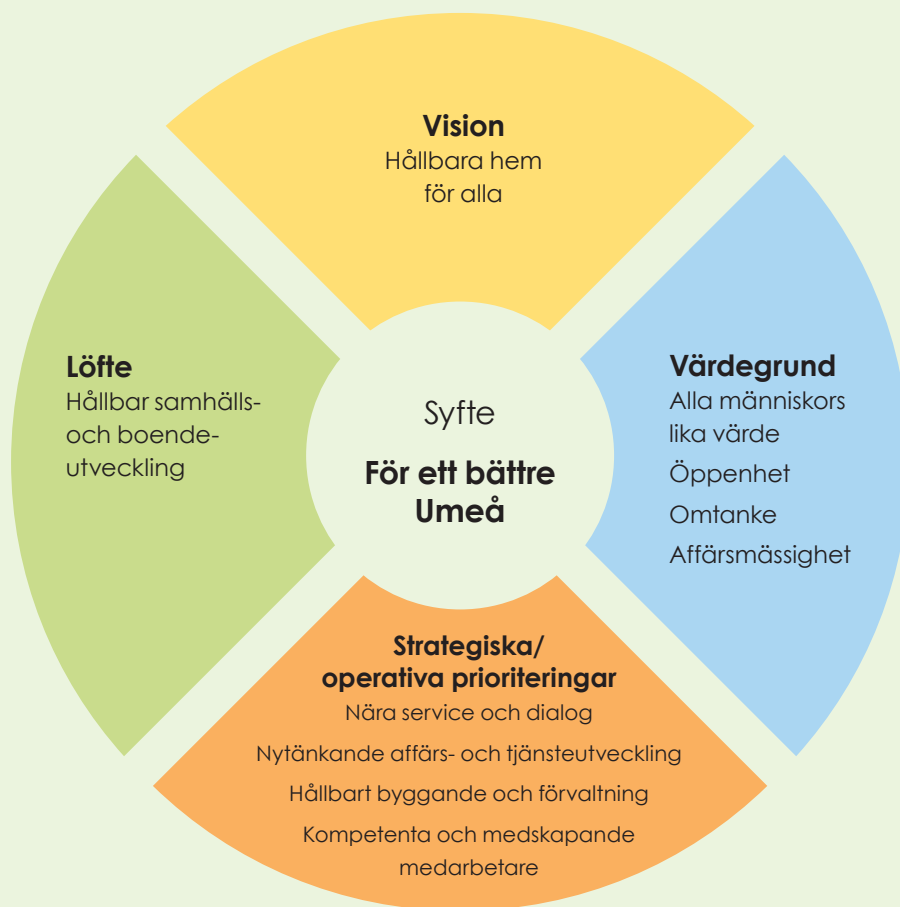 Vision
Hållbara hem
för alla
Löfte
Hållbar samhälls-
och boende-
utveckling
Syfte
För ett bättre
Umeå
Värdegrund
Alla människors
lika värde
Öppenhet
Omtanke
Affärsmässighet
Strategiska/
operativa prioriteringar
Nära service och dialog
Nytänkande affärs- och tjänsteutveckling
Hållbart byggande och förvaltning
Kompetenta och medskapande
medarbetare